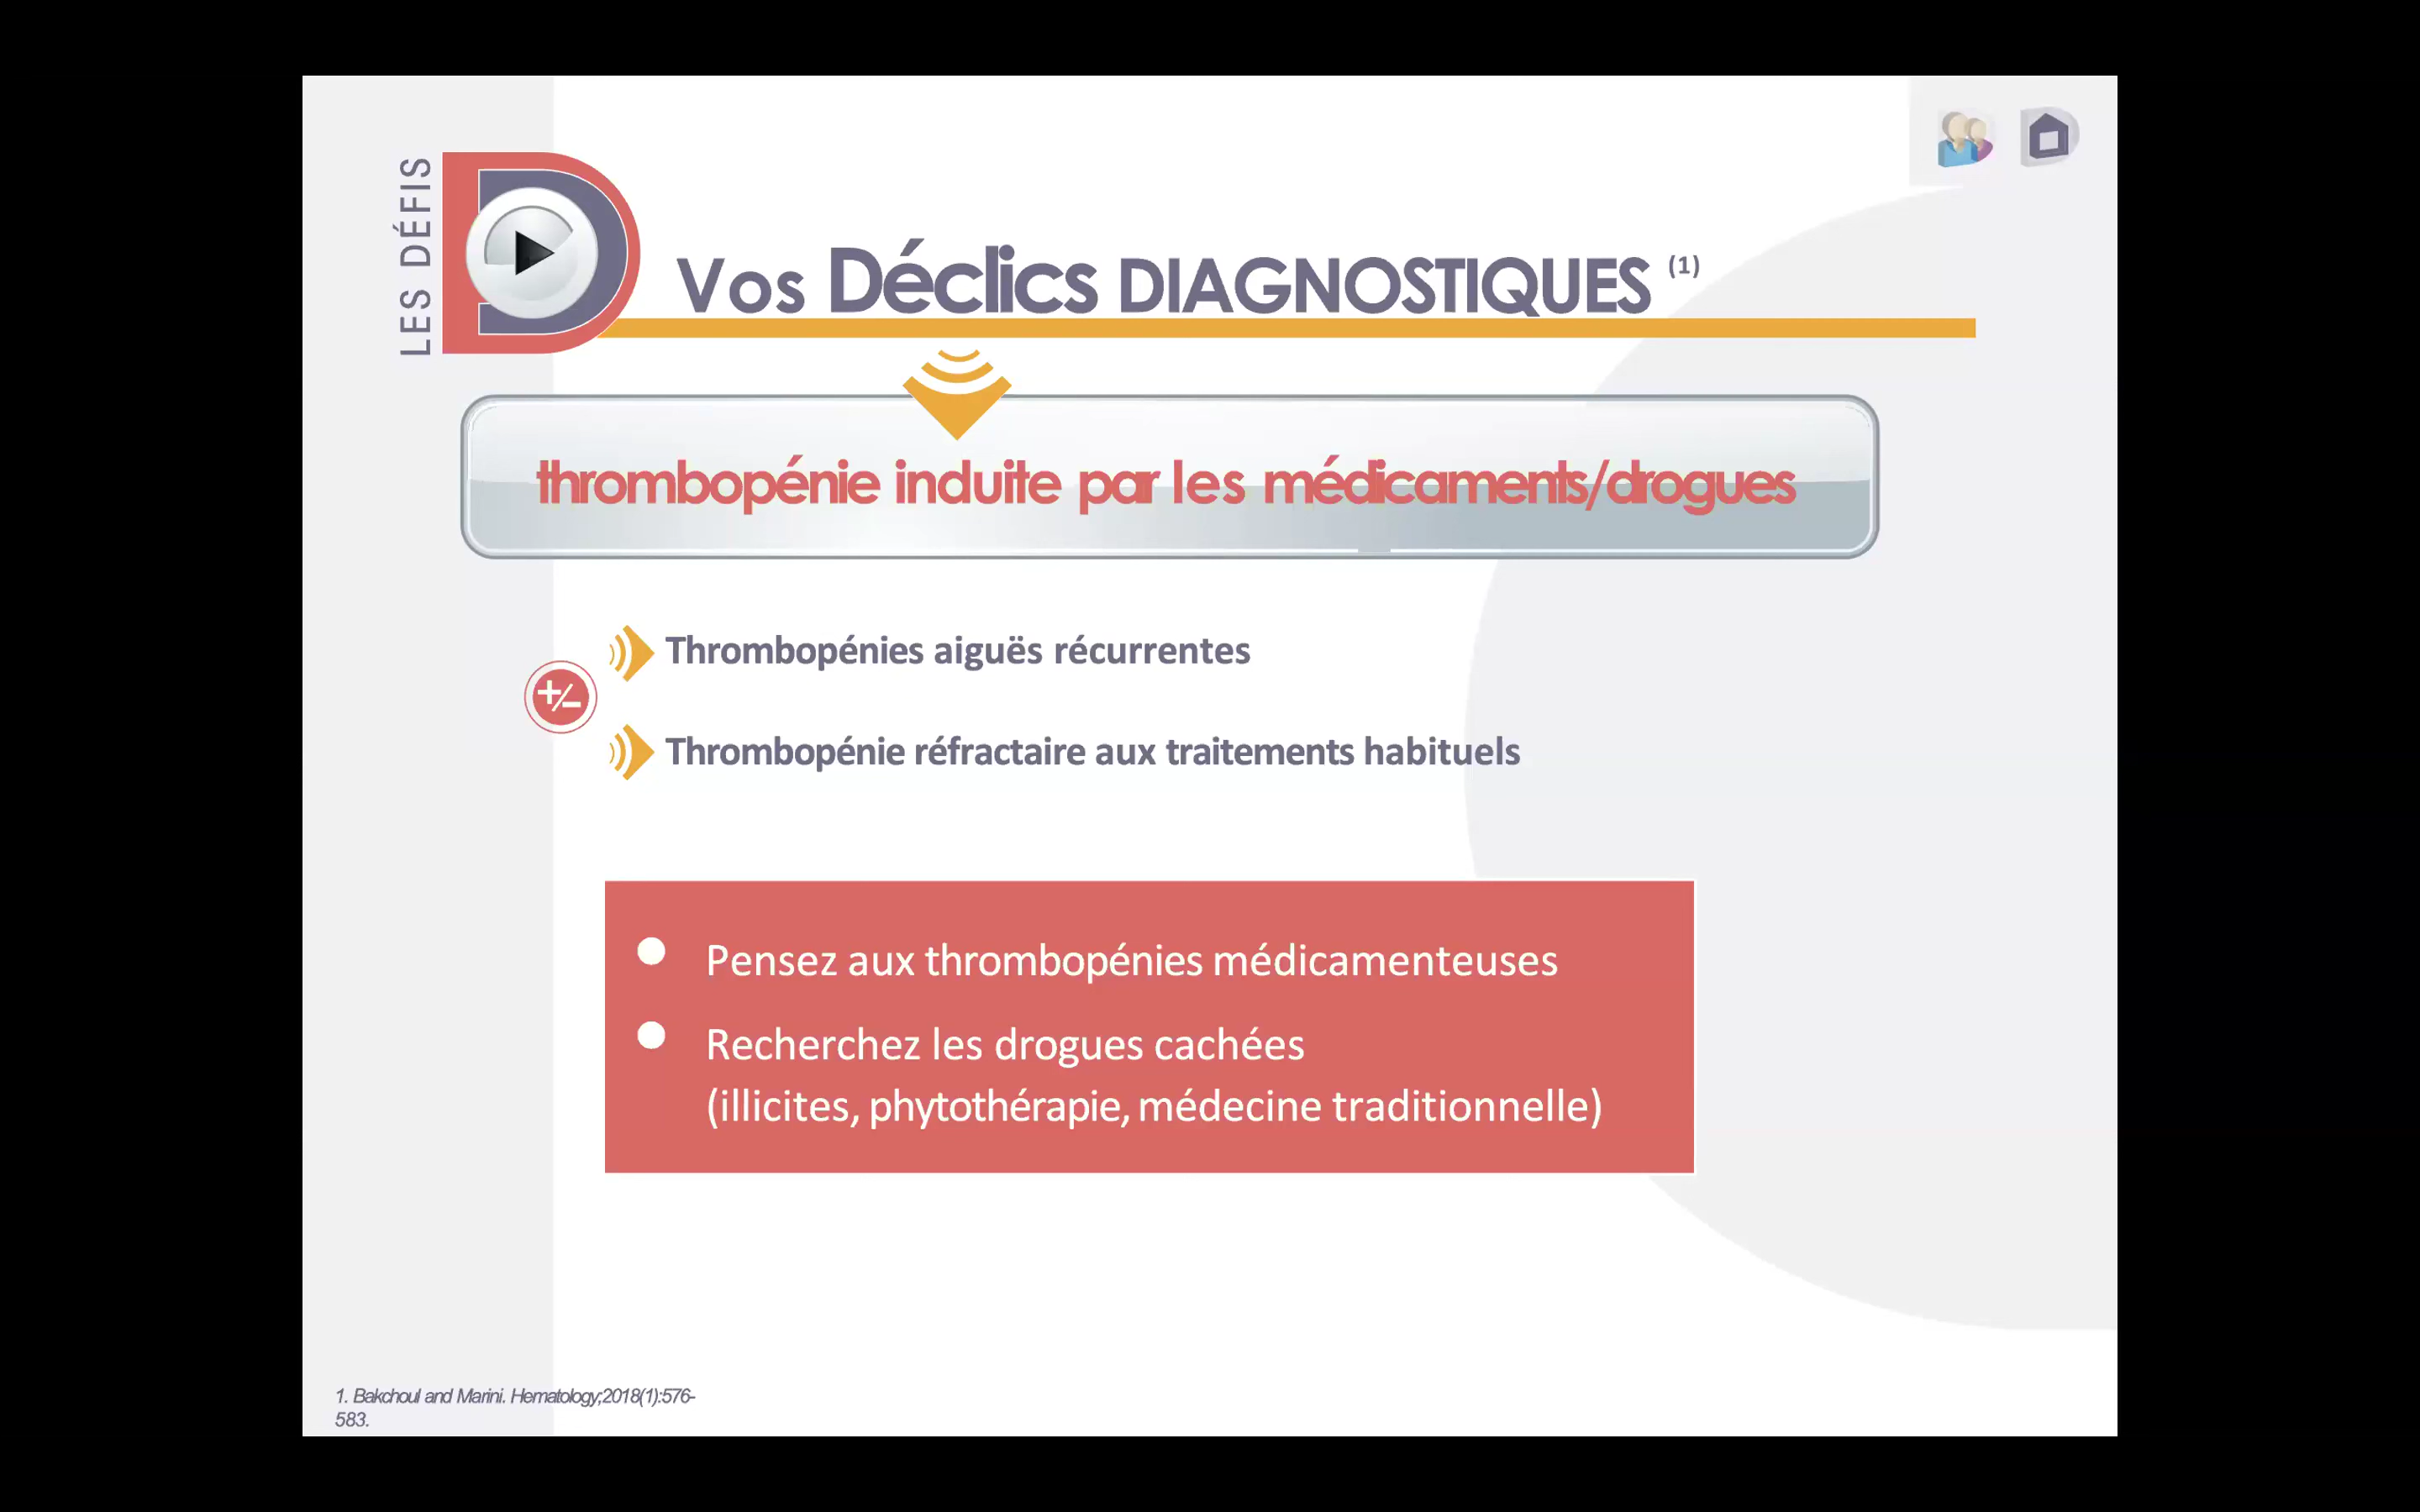 LES DÉFIS
Vos Déclics DIAGNOSTIQUES (1)
thrombopénie induite par les médicaments/drogues
Thrombopénies aiguës récurrentes
+/-
Thrombopénie réfractaire aux traitements habituels
Pensez aux thrombopénies médicamenteuses
Recherchez les drogues cachées
(illicites, phytothérapie, médecine traditionnelle)
1. Bakchoul and Marini. Hematology;2018(1):576-
583.